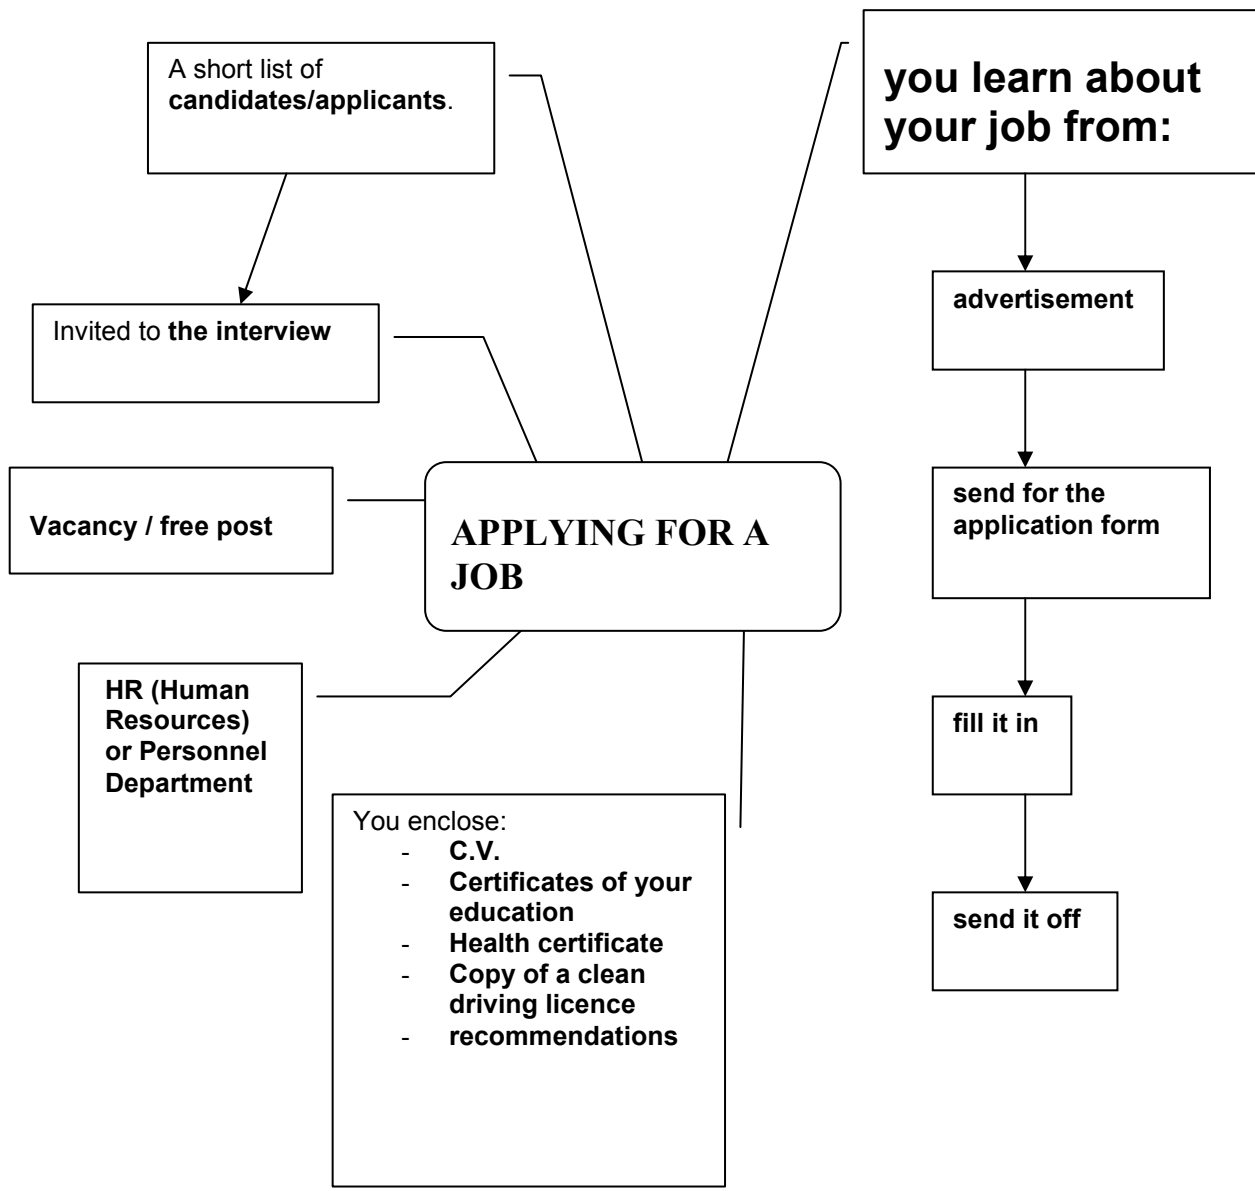 A short list of
candidates/applicants.
you learn about
your job from:
advertisement
Invited to the interview
send for the
application form
Vacancy / free post
APPLYING FOR A
JOB
HR (Human
Resources)
or Personnel
Department
fill it in
You enclose:
- C.V.
- Certificates of your
education
- Health certificate
- Copy of a clean
driving licence
- recommendations
send it off